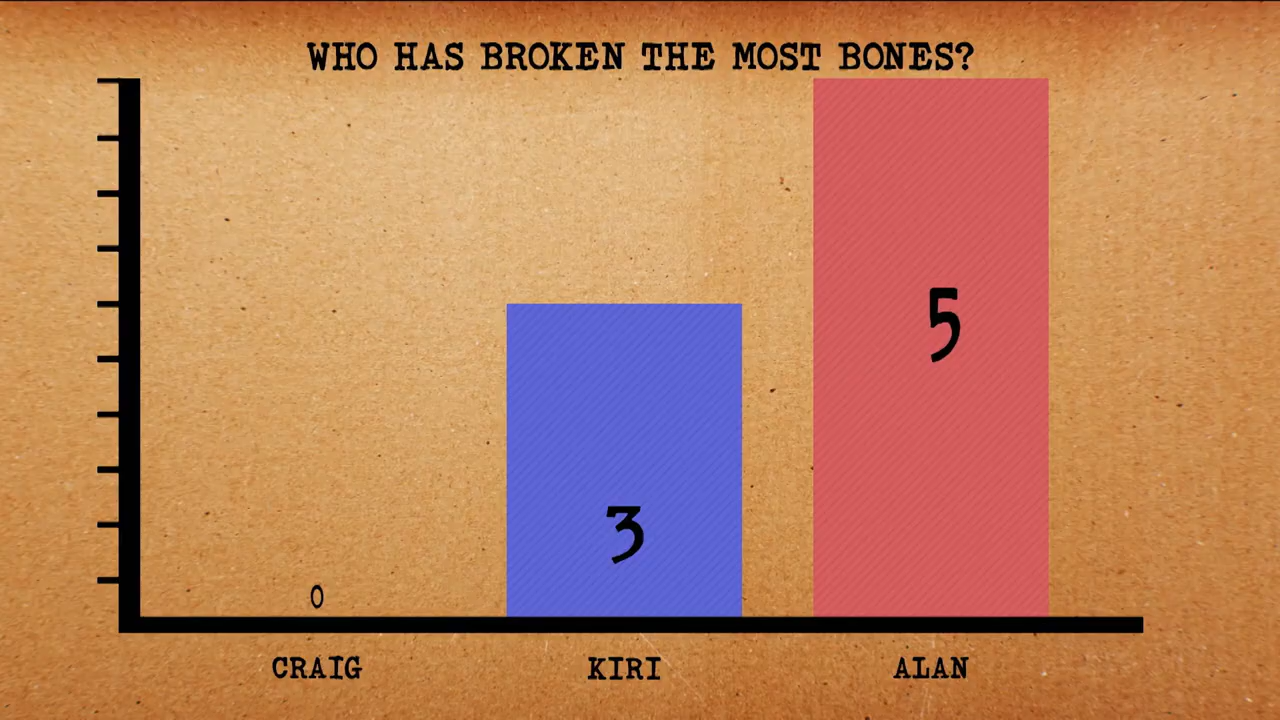 WHO HAS BROKEN THE MOST BONES?
0
3
5
CRAIG
KIRI
ALAN